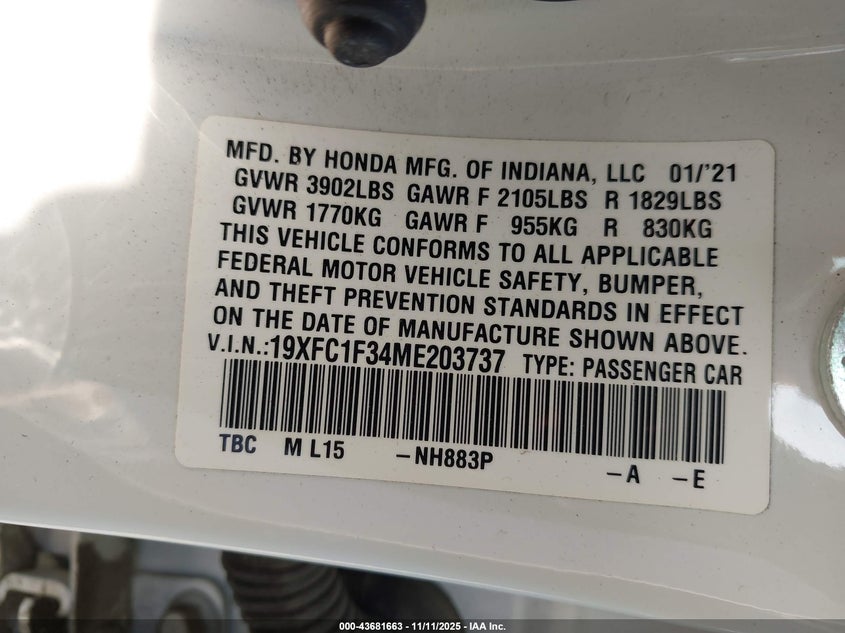 MFD. BY HONDA MFG. OF INDIANA, LLC 01/'21
GVWR 3902LBS GAWR F 2105LBS R 1829LBS
GVWR 1770KG GAWR F 955KG R 830KG
THIS VEHICLE CONFORMS TO ALL APPLICABLE
FEDERAL MOTOR VEHICLE SAFETY, BUMPER,
AND THEFT PREVENTION STANDARDS IN EFFECT
ON THE DATE OF MANUFACTURE SHOWN ABOVE.
V.I.N.:19XFC1F34ME203737 TYPE: PASSENGER CAR
TBC M L15 –NH883P –A –E
000-43681663 - 11/11/2025 - IAA Inc.